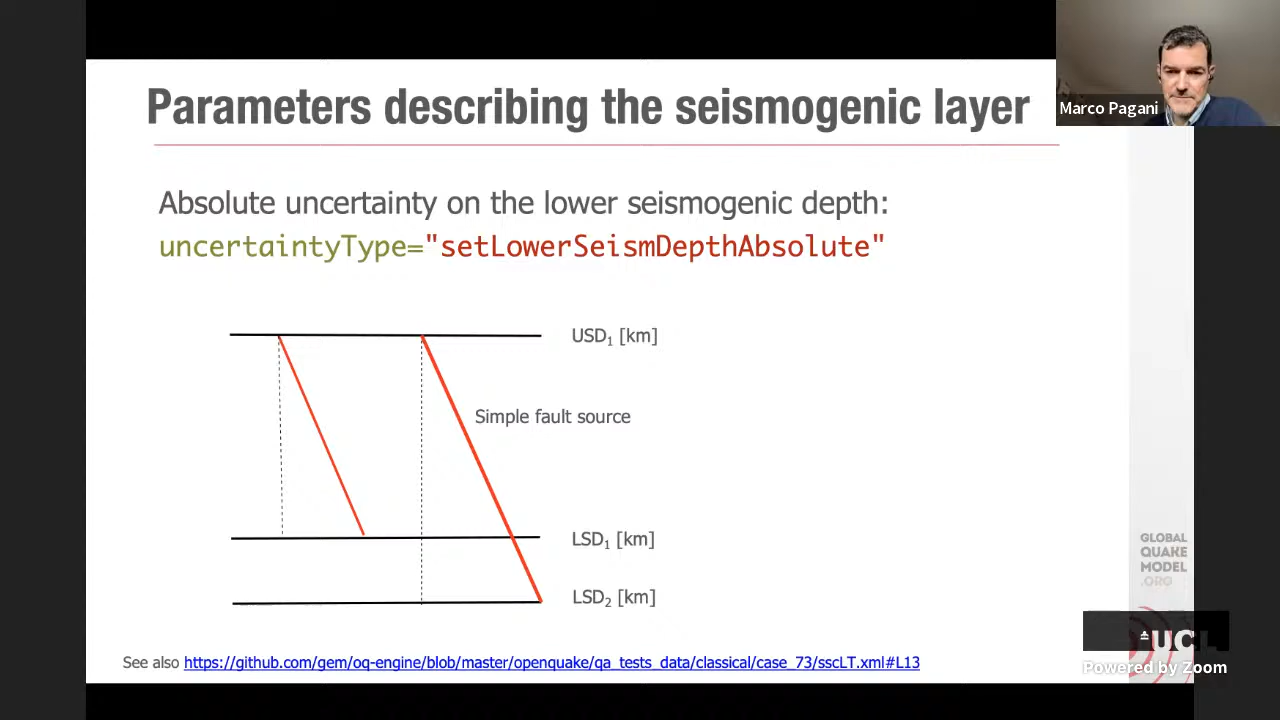 Parameters describing the seismogenic layer
Marco Pagani
Absolute uncertainty on the lower seismogenic depth:
uncertaintyType="setLowerSeismDepthAbsolute"
USD1 [km]
Simple fault source
LSD1 [km]
LSD2 [km]
GLOBAL
QUAKE
MODEL
.ORG
UCL
Powered by Zoom
See also https://github.com/gem/oq-engine/blob/master/openquake/qa_tests_data/classical/case_73/sscLT.xml#L13